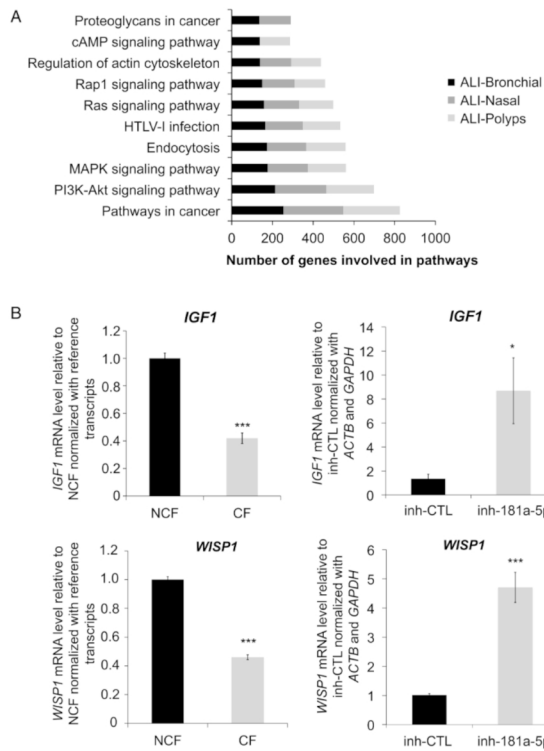 A
Proteoglycans in cancer
cAMP signaling pathway
Regulation of actin cytoskeleton
Rap1 signaling pathway
Ras signaling pathway
HTLV-I infection
Endocytosis
MAPK signaling pathway
PI3K-Akt signaling pathway
Pathways in cancer
0 200 400 600 800 1000
Number of genes involved in pathways
ALI-Bronchial
ALI-Nasal
ALI-Polyps
B
IGF1
IGF1 mRNA level relative to
NCF normalized with reference
transcripts
1.2
1.0
0.8
0.6
0.4
0.2
0
***
NCF CF
IGF1
IGF1 mRNA level relative to
inh-CTL normalized with
ACTB and GAPDH
14
12
10
8
6
4
2
0
*
inh-CTL inh-181a-5p
WISP1
WISP1 mRNA level relative to
NCF normalized with reference
transcripts
1.2
1.0
0.8
0.6
0.4
0.2
0
***
NCF CF
WISP1
WISP1 mRNA level relative to
inh-CTL normalized with
ACTB and GAPDH
6
5
4
3
2
1
0
***
inh-CTL inh-181a-5p